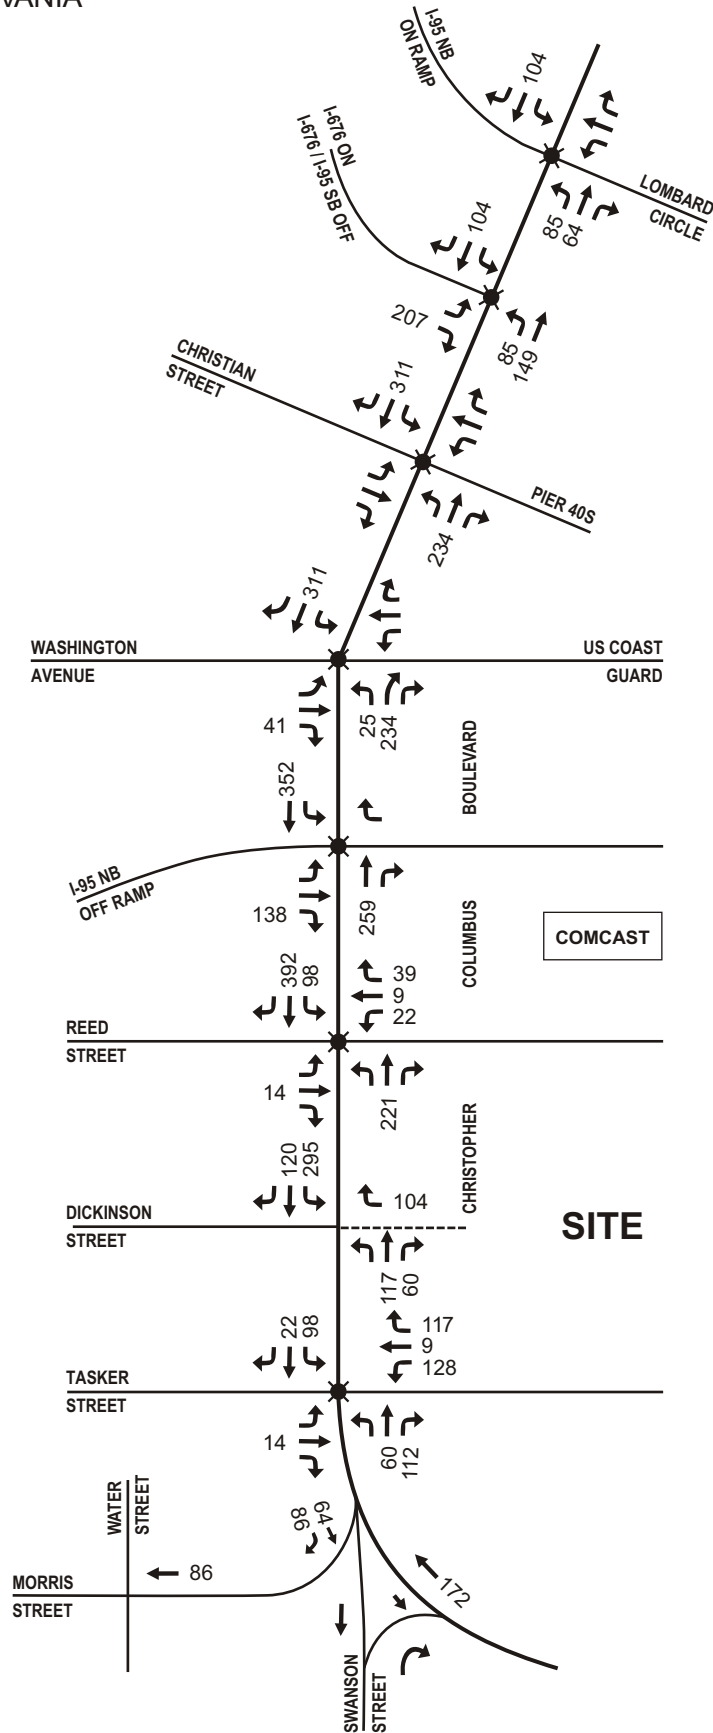 I-95 NB
ON RAMP
104
I-676 ON
I-676 / I-95 SB OFF
LOMBARD
CIRCLE
85
64
104
207
85
149
CHRISTIAN
STREET
311
PIER 40S
234
311
WASHINGTON
AVENUE
US COAST
GUARD
41
25
234
BOULEVARD
352
I-95 NB
OFF RAMP
138
259
COLUMBUS
COMCAST
392
98
39
9
22
REED
STREET
14
221
CHRISTOPHER
120
295
104
DICKINSON
STREET
SITE
117
60
22
98
117
9
128
TASKER
STREET
14
60
112
WATER
STREET
86
64
86
172
MORRIS
STREET
SWANSON
STREET